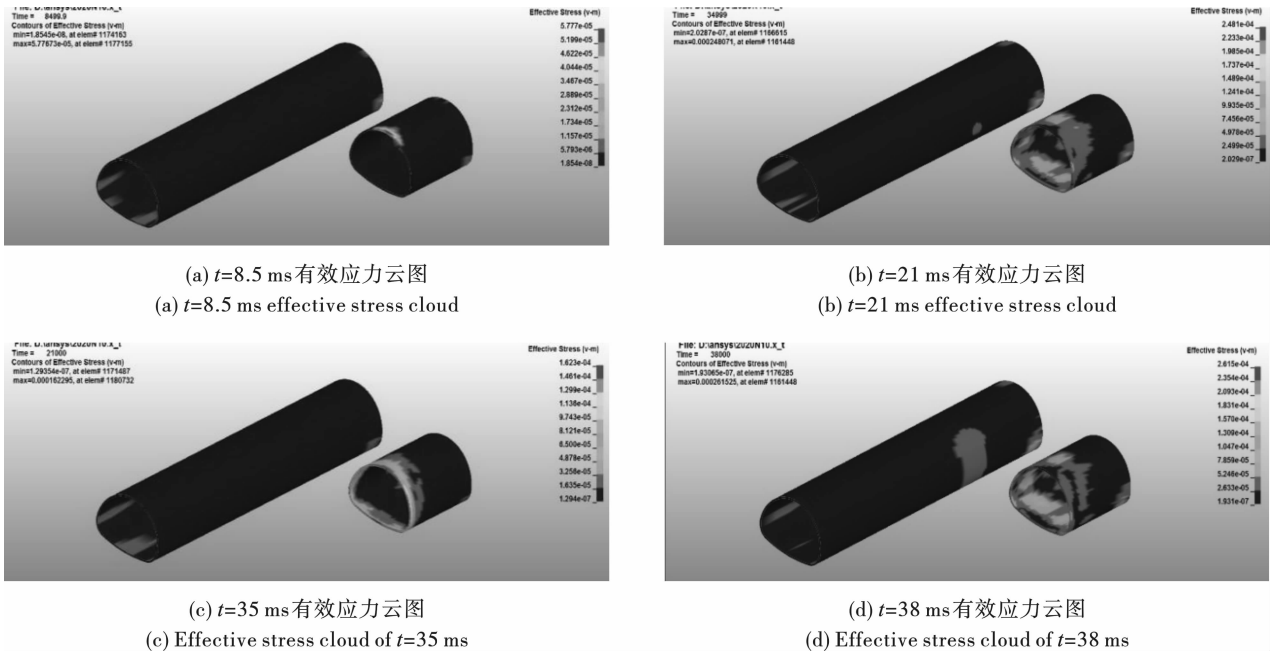 Time = 8499.9
Contours of Effective Stress (v-m)
min=1.8545e-08, at elem# 1174163
max=5.77673e-05, at elem# 1177155
Effective Stress (v-m)
5.777e-05
5.199e-05
4.622e-05
4.044e-05
3.467e-05
2.889e-05
2.312e-05
1.734e-05
1.157e-05
5.793e-06
1.854e-08
(a) t=8.5 ms有效应力云图
(a) t=8.5 ms effective stress cloud
Time = 34999
Contours of Effective Stress (v-m)
min=2.0287e-07, at elem# 1166615
max=0.000248071, at elem# 1161448
Effective Stress (v-m)
2.481e-04
2.233e-04
1.985e-04
1.737e-04
1.489e-04
1.241e-04
9.935e-05
7.456e-05
4.978e-05
2.499e-05
2.029e-07
(b) t=21 ms有效应力云图
(b) t=21 ms effective stress cloud
File: D:\ansys\2020N10.x_t
Time = 21000
Contours of Effective Stress (v-m)
min=1.29354e-07, at elem# 1171487
max=0.000162295, at elem# 1180732
Effective Stress (v-m)
1.623e-04
1.461e-04
1.299e-04
1.136e-04
9.743e-05
8.121e-05
6.500e-05
4.878e-05
3.256e-05
1.635e-05
1.294e-07
(c) t=35 ms有效应力云图
(c) Effective stress cloud of t=35 ms
File: D:\ansys\2020N10.x_t
Time = 38000
Contours of Effective Stress (v-m)
min=1.93065e-07, at elem# 1176285
max=0.000261525, at elem# 1161448
Effective Stress (v-m)
2.615e-04
2.354e-04
2.093e-04
1.831e-04
1.570e-04
1.309e-04
1.047e-04
7.859e-05
5.246e-05
2.633e-05
1.931e-07
(d) t=38 ms有效应力云图
(d) Effective stress cloud of t=38 ms